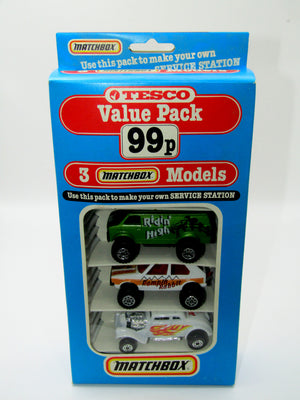 MATCHBOX
Use this pack to make your own
SERVICE STATION
TESCO
Value Pack
99p
3 MATCHBOX Models
Use this pack to make your own SERVICE STATION
Ridin'
High
MATCHBOX